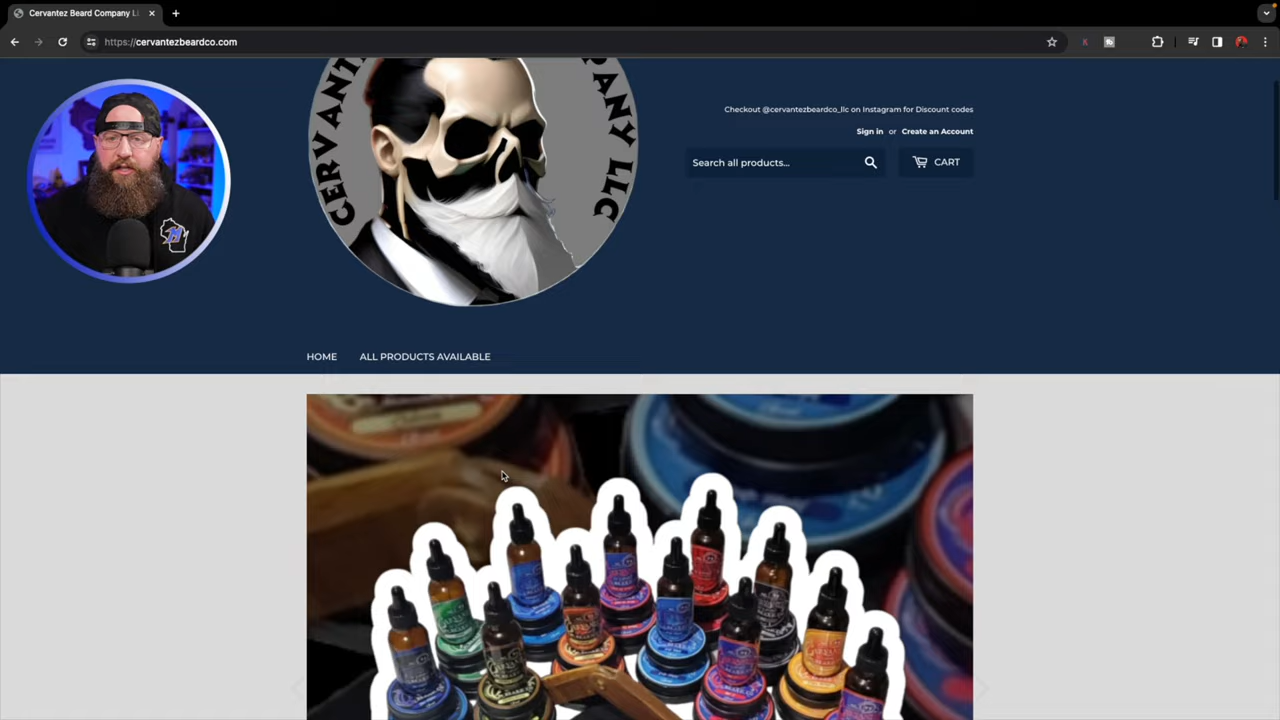 Cervantez Beard Company L
https://cervantezbeardco.com
Checkout @cervantezbeardco_llc on Instagram for Discount codes
Sign in or Create an Account
Search all products...
CART
HOME
ALL PRODUCTS AVAILABLE